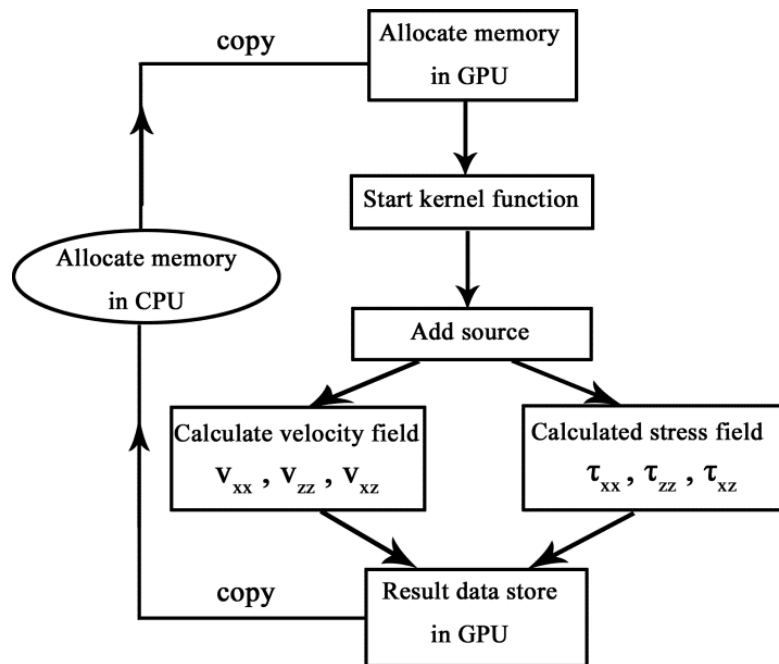 copy
Allocate memory
in GPU
Start kernel function
Allocate memory
in CPU
Add source
Calculate velocity field
v_xx , v_zz , v_xz
Calculated stress field
τ_xx , τ_zz , τ_xz
copy
Result data store
in GPU